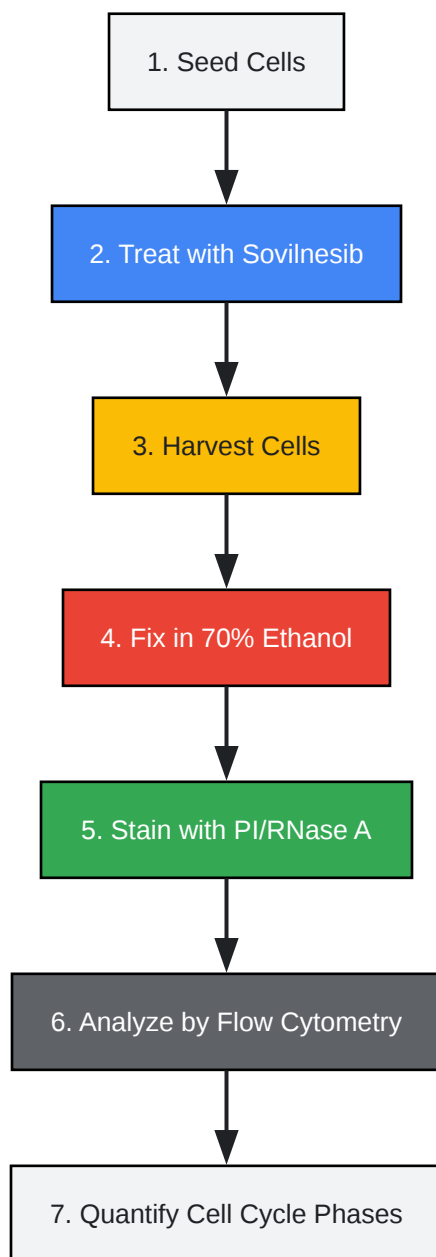 1. Seed Cells
2. Treat with Sovilnesib
3. Harvest Cells
4. Fix in 70% Ethanol
5. Stain with PI/RNase A
6. Analyze by Flow Cytometry
7. Quantify Cell Cycle Phases